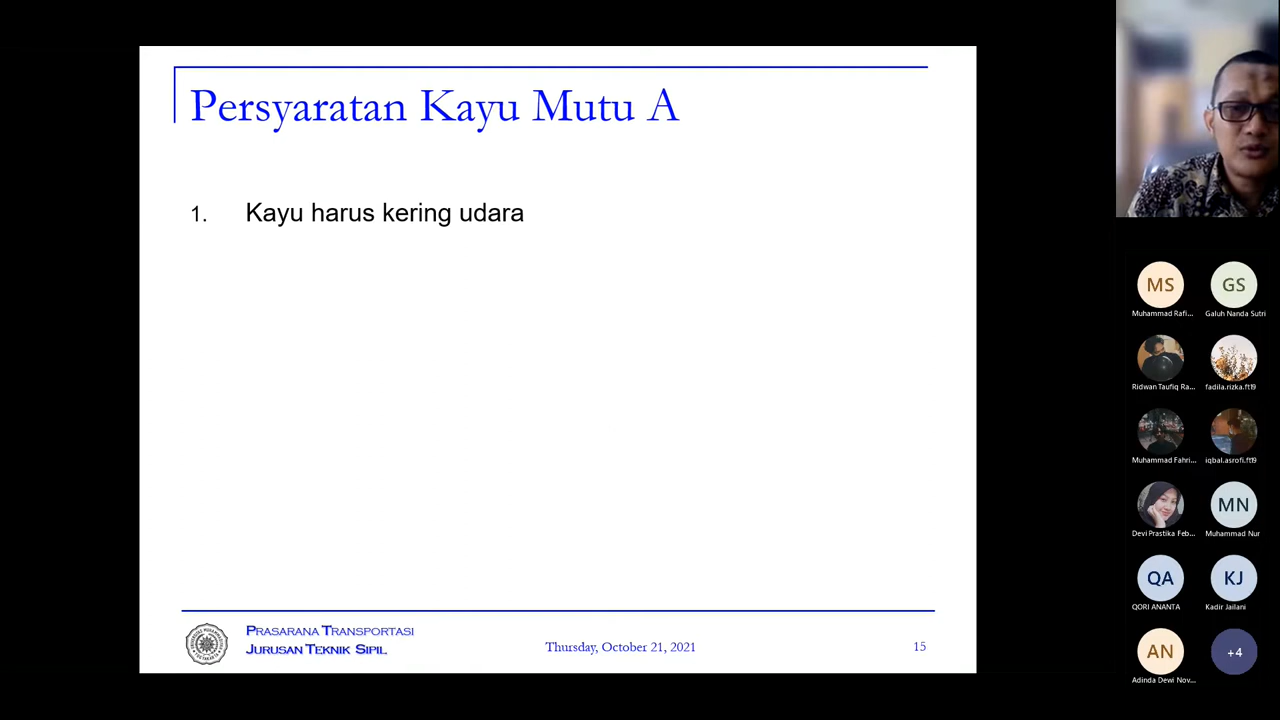 Persyaratan Kayu Mutu A
1. Kayu harus kering udara
PRASARANA TRANSPORTASI
JURUSAN TEKNIK SIPIL
Thursday, October 21, 2021
15
MS
Muhammad Rafi...
GS
Galuh Nanda Sutri
Ridwan Taufiq Ra...
fadila.rizka.ft19
Muhammad Fahri...
iqbal.asrofi.ft19
Devi Prastika Feb...
MN
Muhammad Nur
QA
QORI ANANTA
KJ
Kadir Jailani
AN
Adinda Dewi Nov...
+4